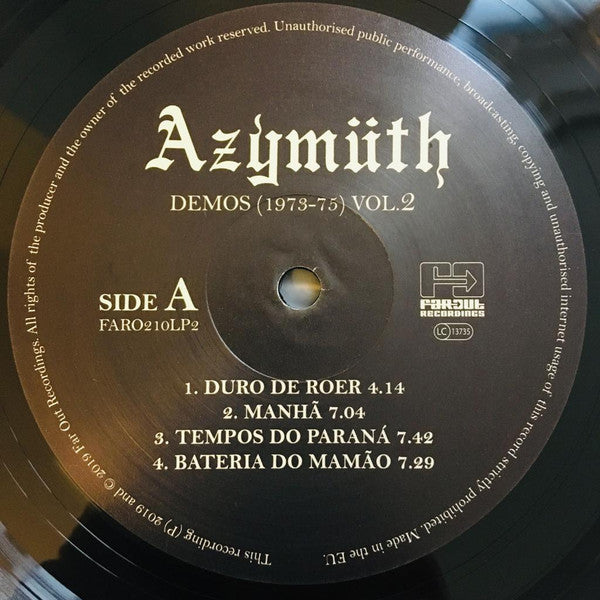 This recording (P) 2019 and © 2019 Far Out Recordings. All rights of the producer and the owner of the recorded work reserved. Unauthorised public performance, broadcasting, copying and unauthorised internet usage of this record strictly prohibited. Made in the EU.
Azymüth
DEMOS (1973-75) VOL.2
SIDE A
FARO210LP2
FAR OUT
RECORDINGS
LC 13735
1. DURO DE ROER 4.14
2. MANHÃ 7.04
3. TEMPOS DO PARANÁ 7.42
4. BATERIA DO MAMÃO 7.29